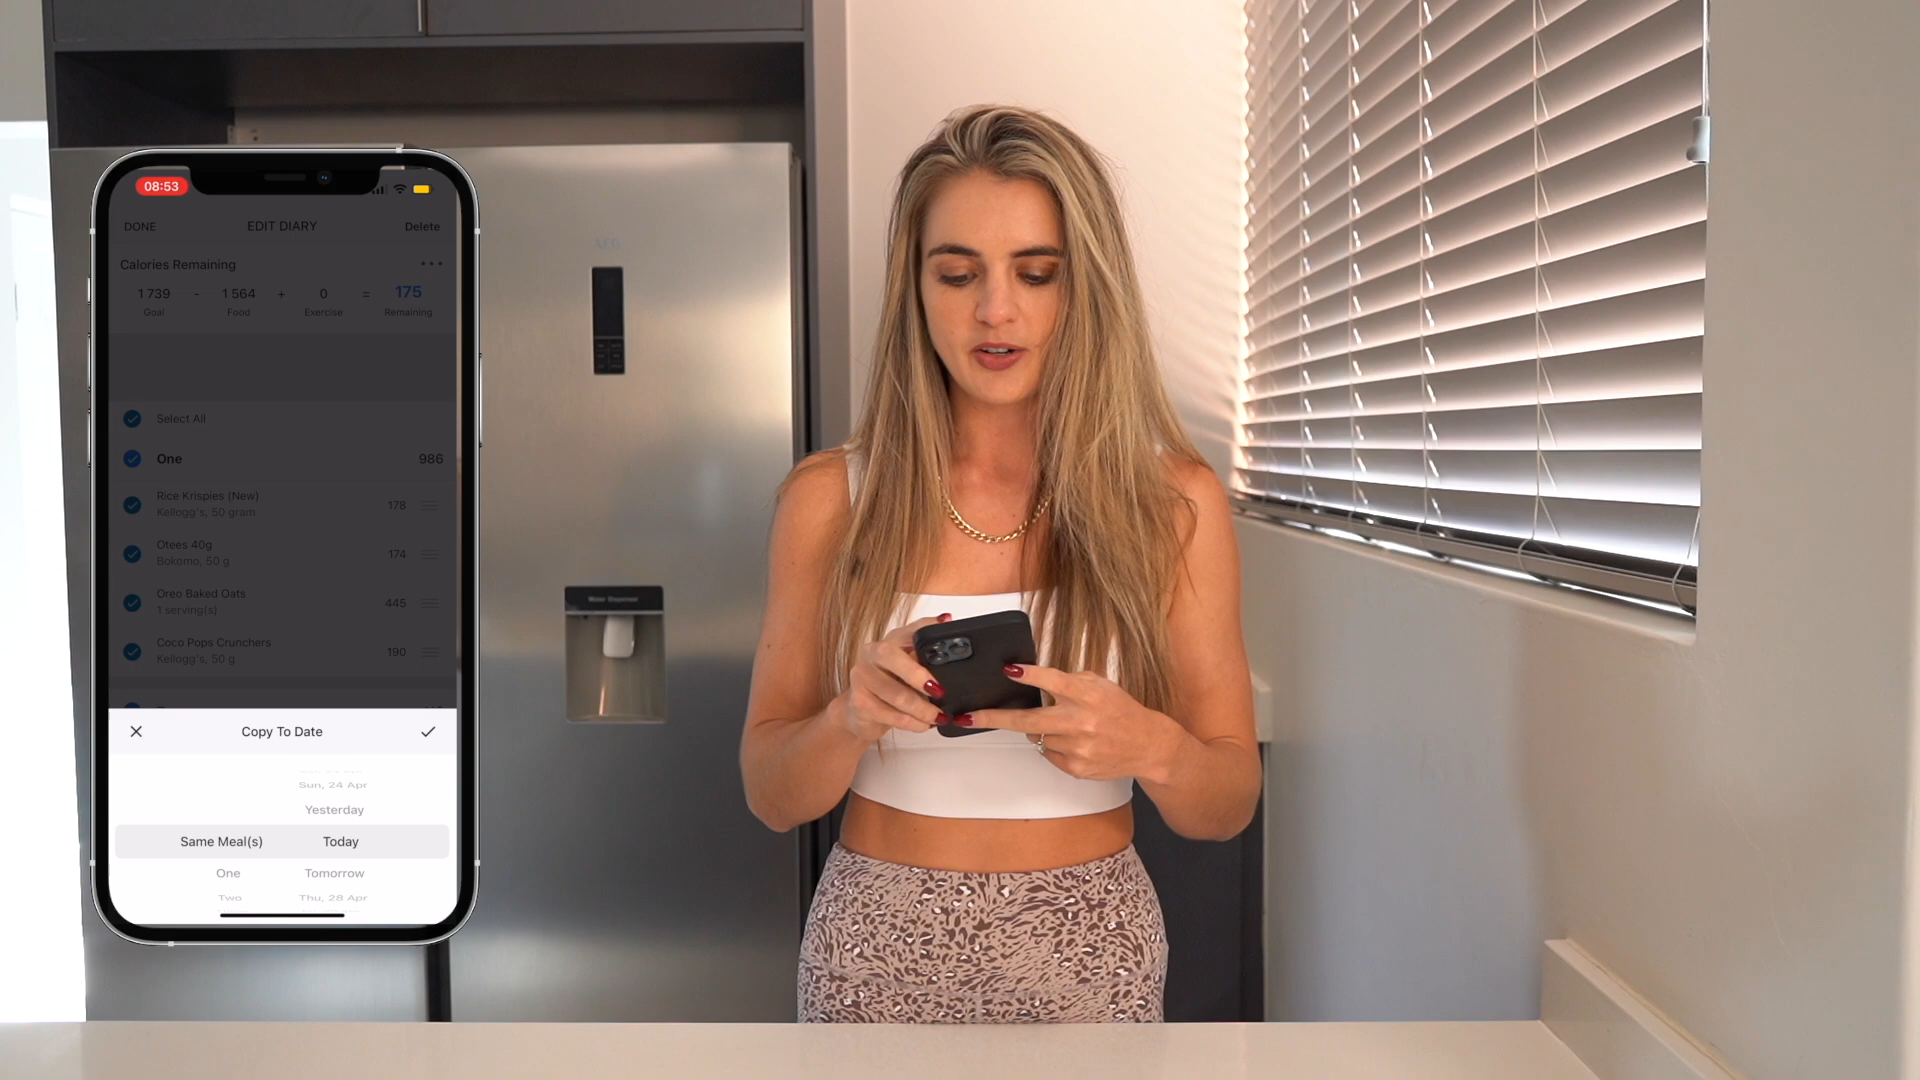 08:53
DONE EDIT DIARY Delete
Calories Remaining
1 739 - 1 564 + 0 = 175
Goal Food Exercise Remaining
Select All
One 986
Rice Krispies (New)
Kellogg's, 50 gram
178
Otees 40g
Bokomo, 50 g
174
Oreo Baked Oats
1 serving(s)
445
Coco Pops Crunchers
Kellogg's, 50 g
190
Copy To Date
Sun, 24 Apr
Yesterday
Same Meal(s) Today
One Tomorrow
Two Thu, 28 Apr
AEG
Water Dispenser